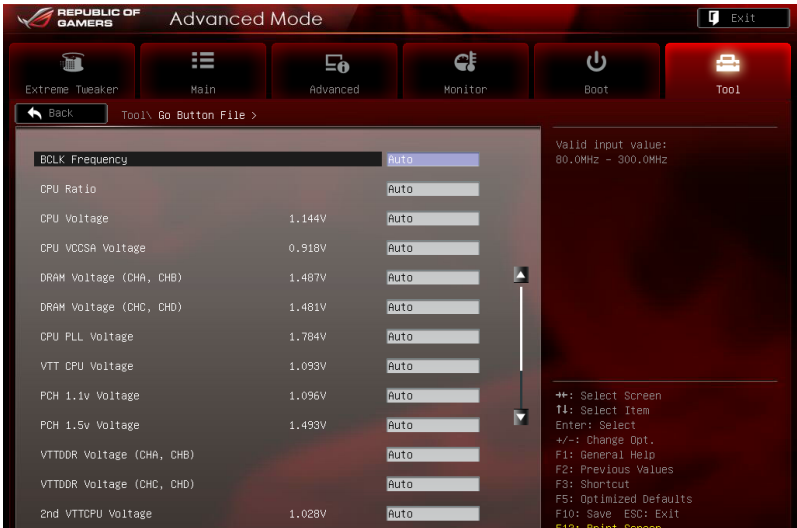 REPUBLIC OF
GAMERS
Advanced Mode
Exit
Extreme Tweaker
Main
Advanced
Monitor
Boot
Tool
Back
Tool\ Go Button File >
BCLK Frequency Auto
CPU Ratio Auto
CPU Voltage 1.144V Auto
CPU VCCSA Voltage 0.918V Auto
DRAM Voltage (CHA, CHB) 1.487V Auto
DRAM Voltage (CHC, CHD) 1.481V Auto
CPU PLL Voltage 1.784V Auto
VTT CPU Voltage 1.093V Auto
PCH 1.1v Voltage 1.096V Auto
PCH 1.5v Voltage 1.493V Auto
VTTDDR Voltage (CHA, CHB) Auto
VTTDDR Voltage (CHC, CHD) Auto
2nd VTTCPU Voltage 1.028V Auto
Valid input value:
80.0MHz - 300.0MHz
→←: Select Screen
↑↓: Select Item
Enter: Select
+/-: Change Opt.
F1: General Help
F2: Previous Values
F3: Shortcut
F5: Optimized Defaults
F10: Save ESC: Exit
F12: Print Screen